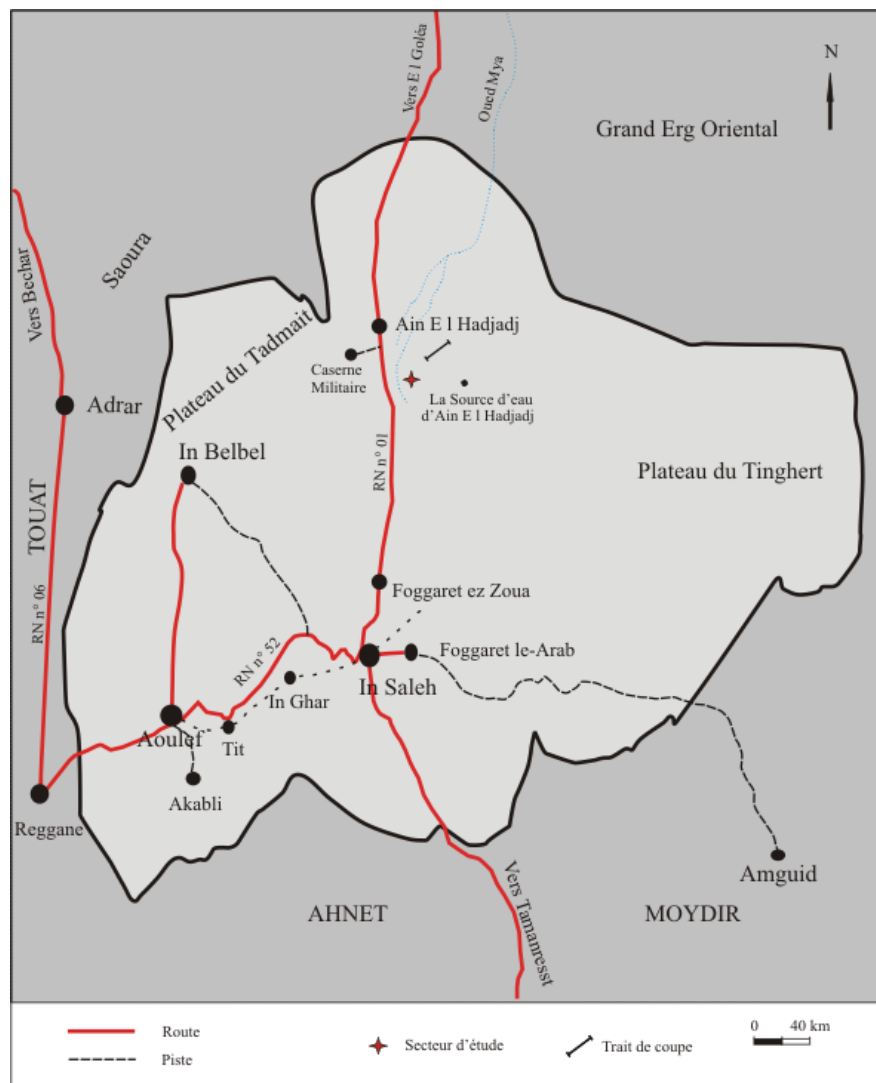 Vers E l Goléa
Oued Mya
N
Grand Erg Oriental
Saoura
Vers Bechar
Ain E l Hadjadj
Plateau du Tadmait
Caserne
Militaire
La Source d'eau
d'Ain E l Hadjadj
Adrar
In Belbel
RN n° 01
Plateau du Tinghert
TOUAT
Foggaret ez Zoua
RN n° 06
RN n° 52
Foggaret le-Arab
In Saleh
In Ghar
Aoulef
Tit
Akabli
Reggane
Amguid
Vers Tamanresst
AHNET
MOYDIR
Route
Piste
Secteur d'étude
Trait de coupe
0 40 km